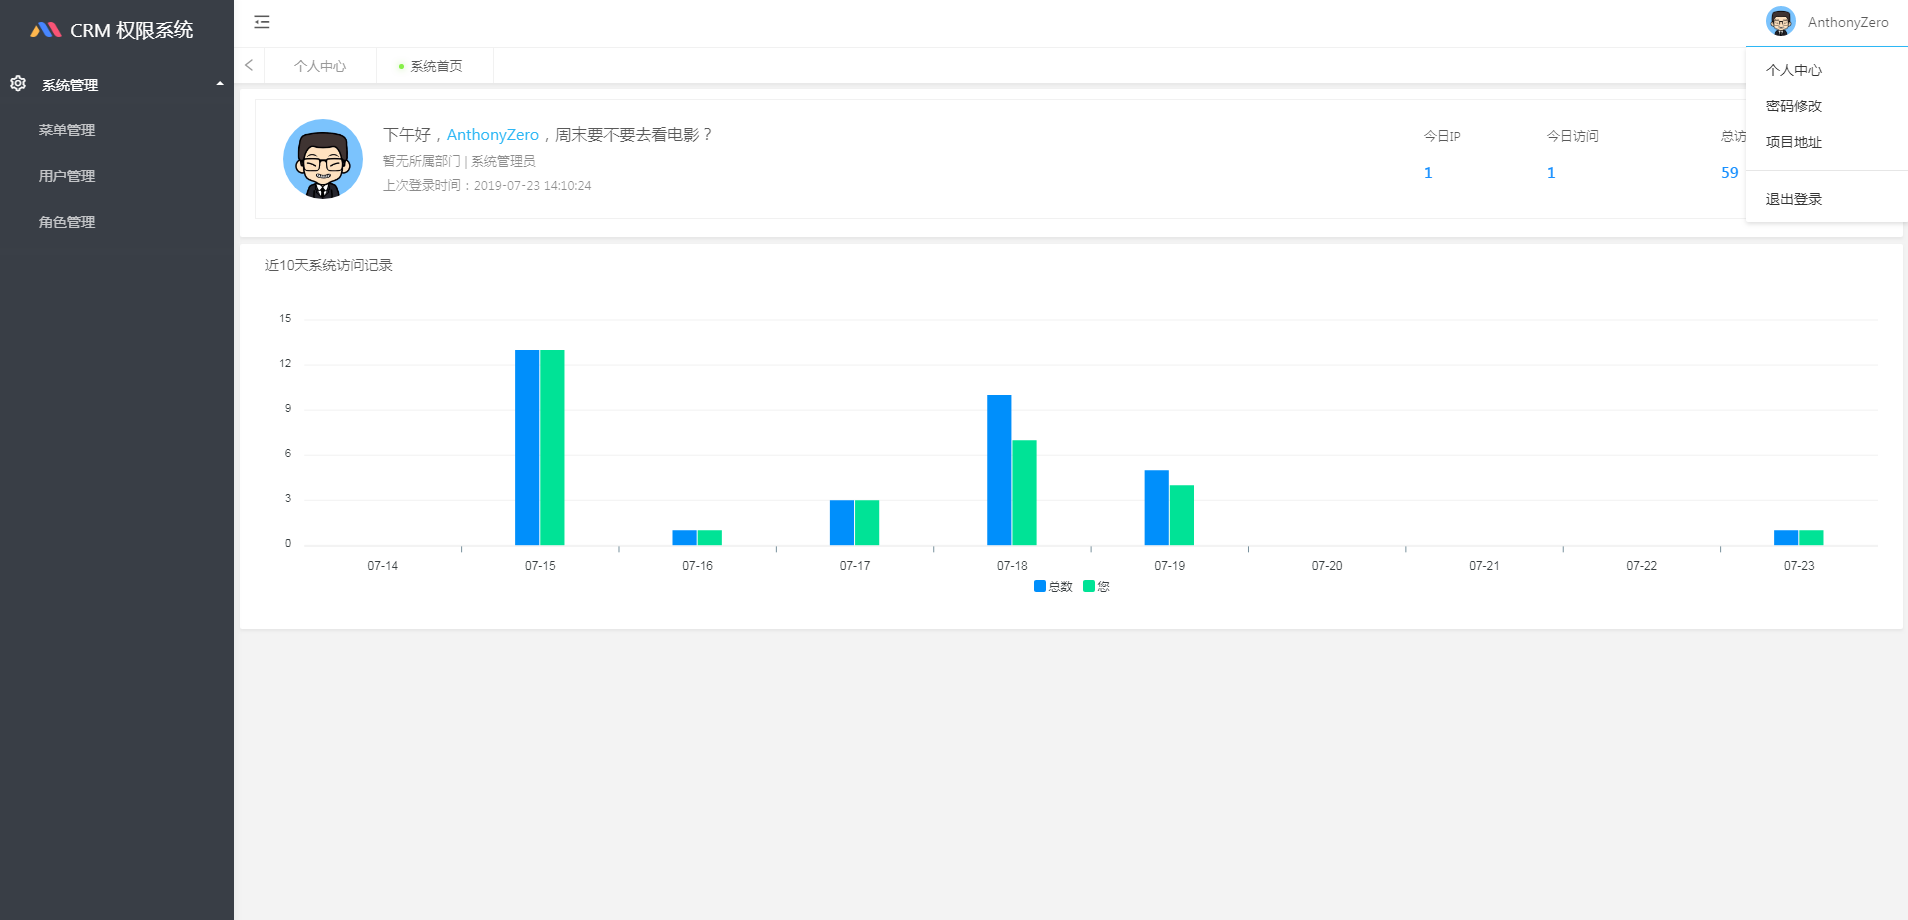 CRM 权限系统
系统管理
菜单管理
用户管理
角色管理
AnthonyZero
个人中心
系统首页
个人中心
密码修改
项目地址
退出登录
下午好，AnthonyZero，周末要不要去看电影？
暂无所属部门 | 系统管理员
上次登录时间：2019-07-23 14:10:24
今日IP
1
今日访问
1
总访
59
近10天系统访问记录
15
12
9
6
3
0
07-14 07-15 07-16 07-17 07-18 07-19 07-20 07-21 07-22 07-23
总数 您